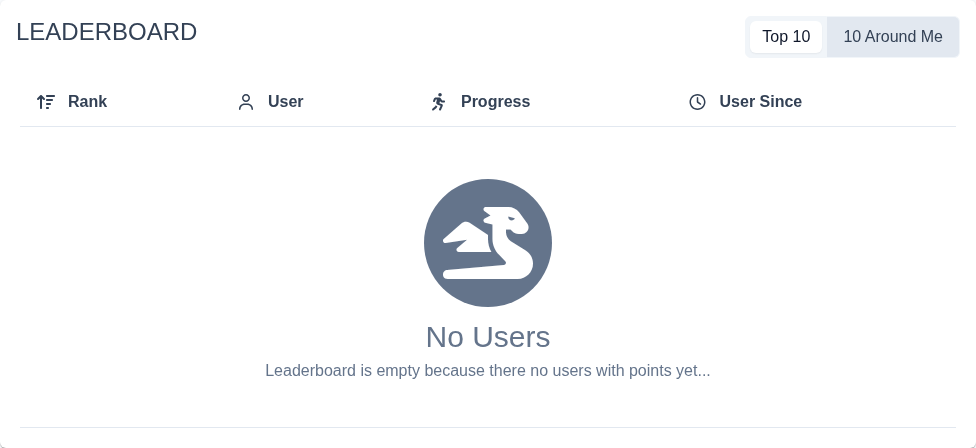 LEADERBOARD
Top 10
10 Around Me
Rank
User
Progress
User Since
No Users
Leaderboard is empty because there no users with points yet...